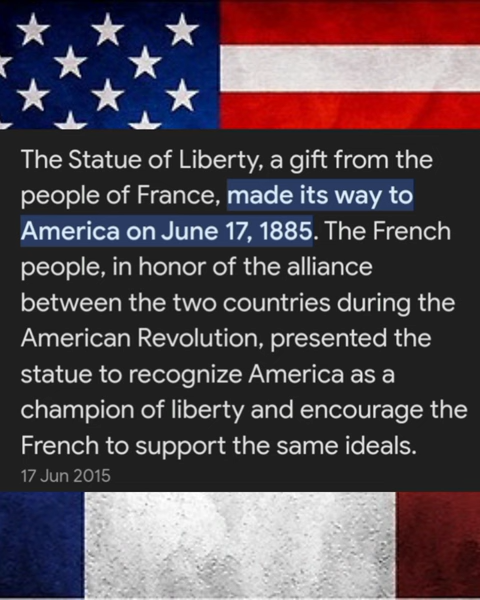 The Statue of Liberty, a gift from the
people of France, made its way to
America on June 17, 1885. The French
people, in honor of the alliance
between the two countries during the
American Revolution, presented the
statue to recognize America as a
champion of liberty and encourage the
French to support the same ideals.
17 Jun 2015